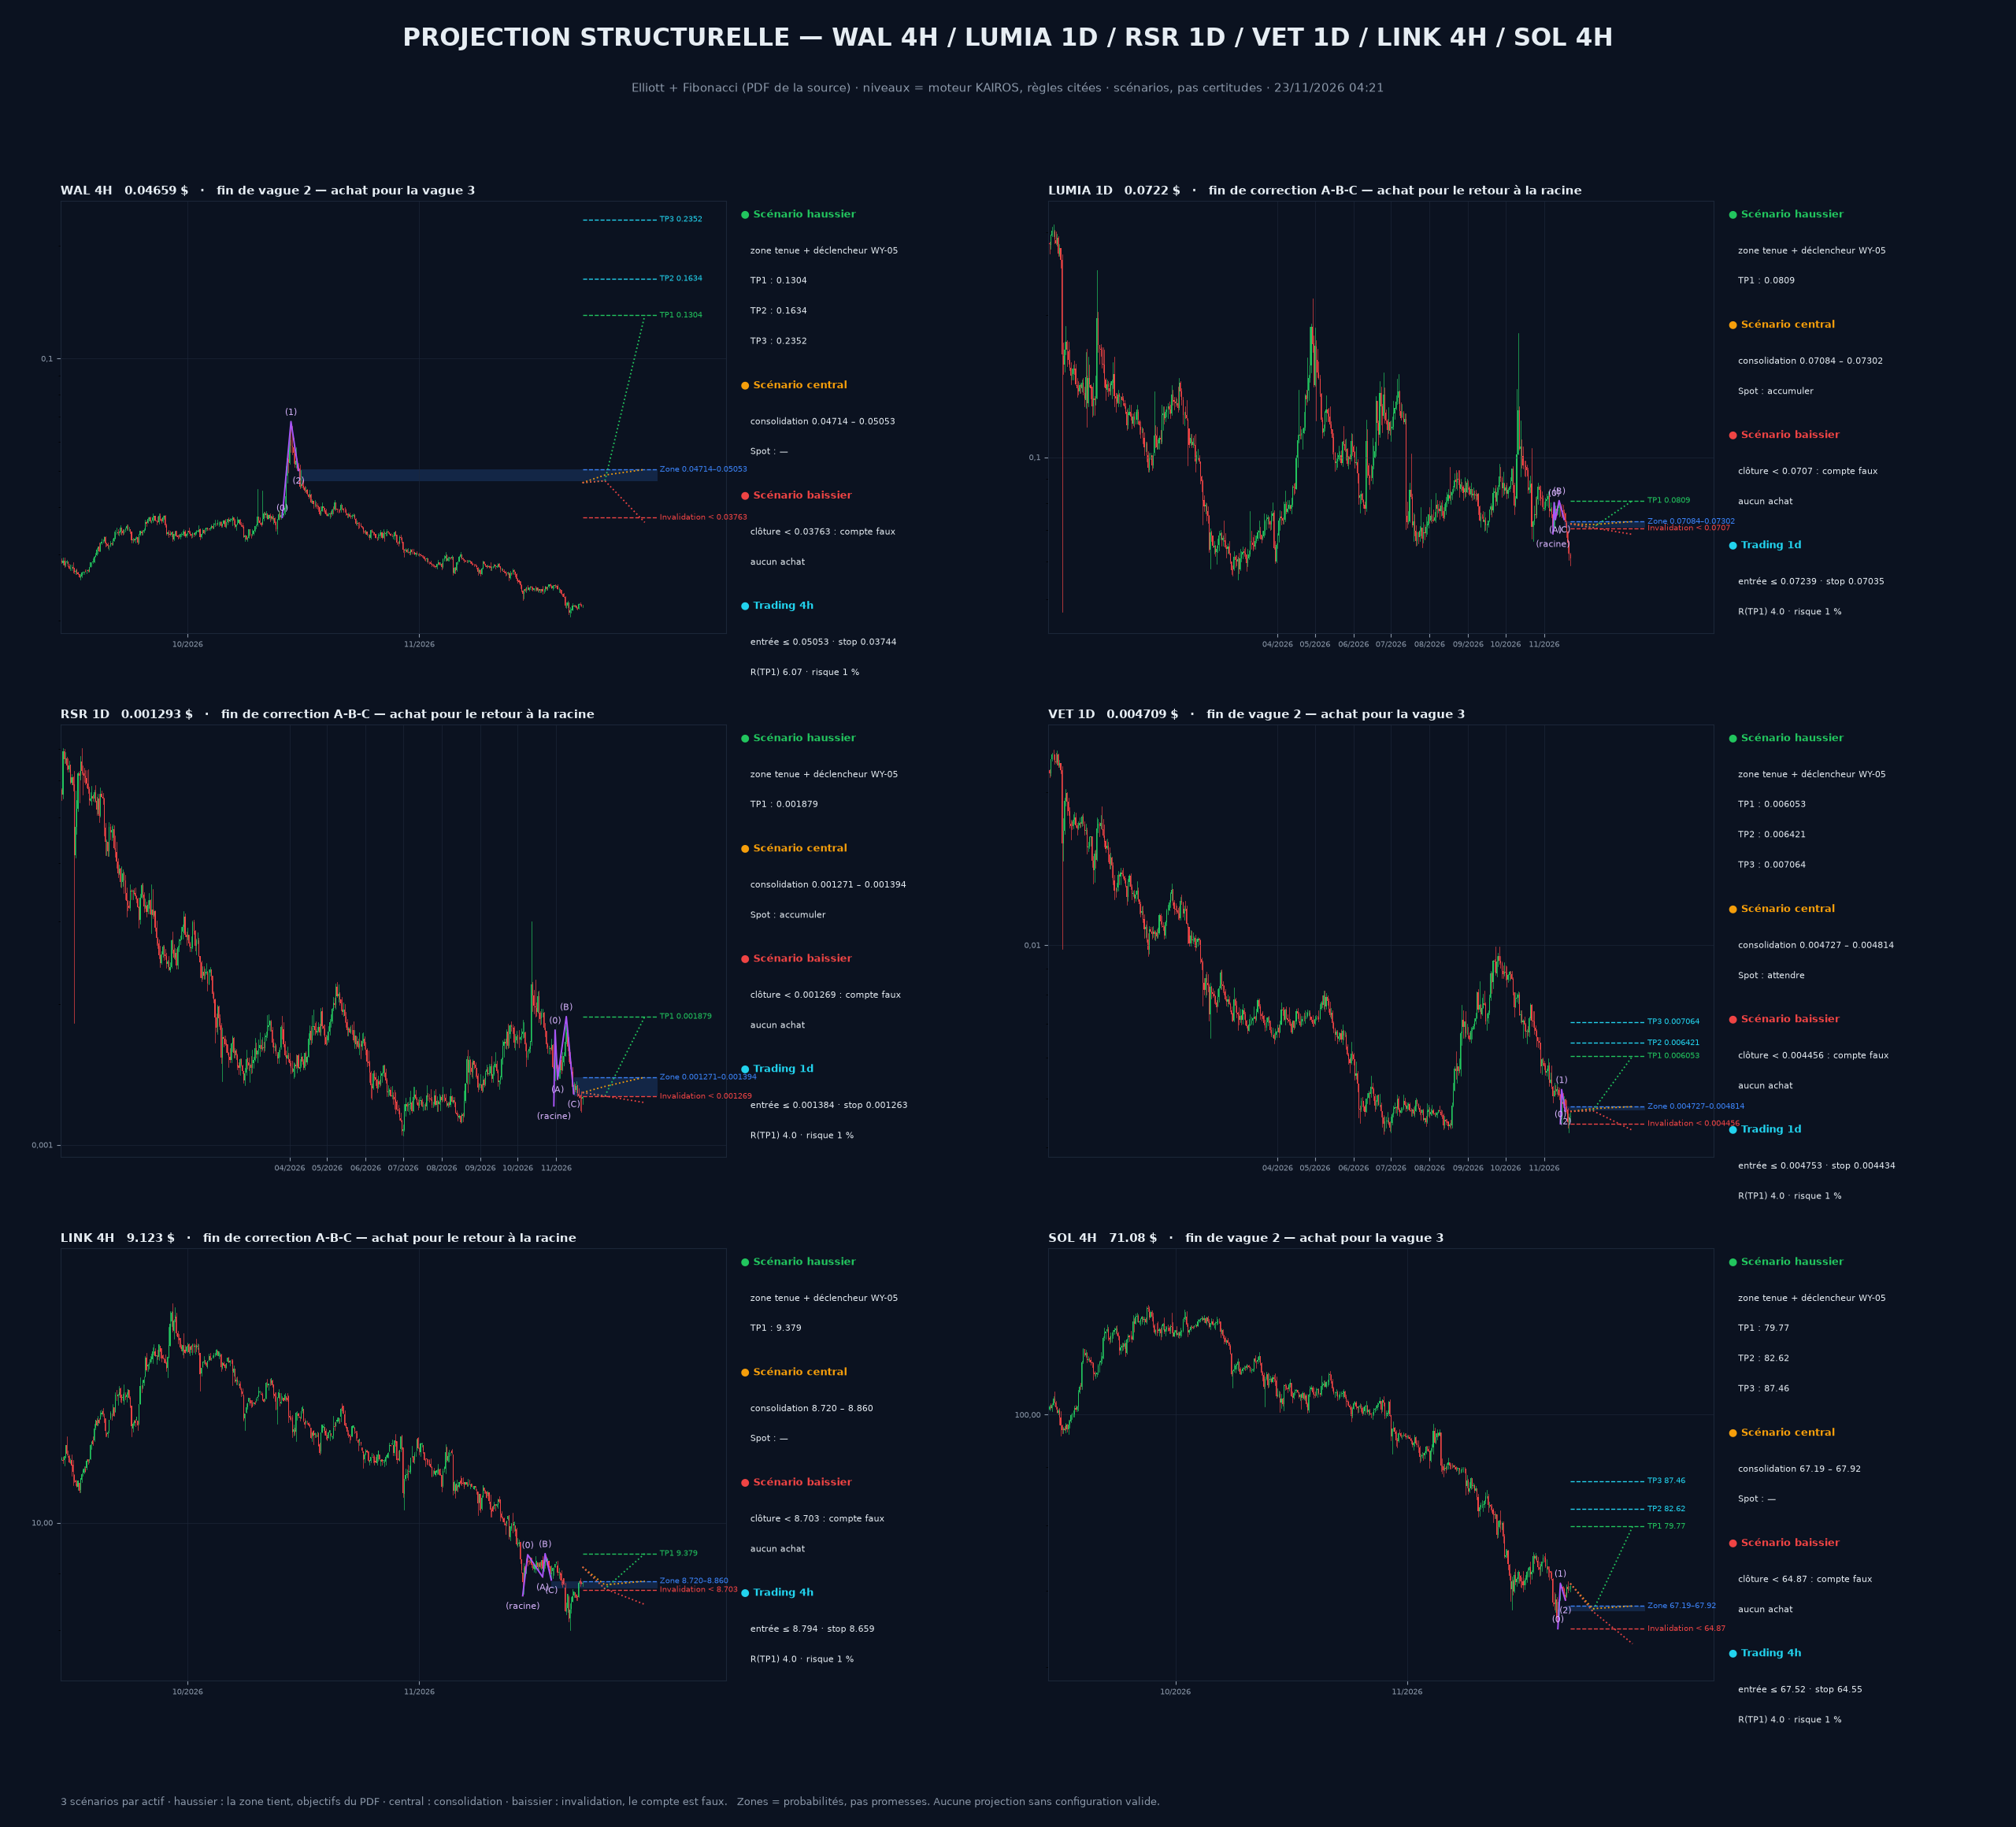 PROJECTION STRUCTURELLE — WAL 4H / LUMIA 1D / RSR 1D / VET 1D / LINK 4H / SOL 4H
Elliott + Fibonacci (PDF de la source) · niveaux = moteur KAIROS, règles citées · scénarios, pas certitudes · 23/11/2026 04:21
WAL 4H 0.04659 $ · fin de vague 2 — achat pour la vague 3
TP3 0.2352
TP2 0.1634
TP1 0.1304
0,1
(1)
Zone 0.04714–0.05053
(2)
(0)
Invalidation < 0.03763
10/2026
11/2026
● Scénario haussier
zone tenue + déclencheur WY-05
TP1 : 0.1304
TP2 : 0.1634
TP3 : 0.2352
● Scénario central
consolidation 0.04714 – 0.05053
Spot : —
● Scénario baissier
clôture < 0.03763 : compte faux
aucun achat
● Trading 4h
entrée ≤ 0.05053 · stop 0.03744
R(TP1) 6.07 · risque 1 %
LUMIA 1D 0.0722 $ · fin de correction A-B-C — achat pour le retour à la racine
0,1
(0)
(B)
TP1 0.0809
Zone 0.07084–0.07302
Invalidation < 0.0707
(A)
(C)
(racine)
04/2026
05/2026
06/2026
07/2026
08/2026
09/2026
10/2026
11/2026
● Scénario haussier
zone tenue + déclencheur WY-05
TP1 : 0.0809
● Scénario central
consolidation 0.07084 – 0.07302
Spot : accumuler
● Scénario baissier
clôture < 0.0707 : compte faux
aucun achat
● Trading 1d
entrée ≤ 0.07239 · stop 0.07035
R(TP1) 4.0 · risque 1 %
RSR 1D 0.001293 $ · fin de correction A-B-C — achat pour le retour à la racine
(B)
(0)
TP1 0.001879
Zone 0.001271–0.001394
(A)
Invalidation < 0.001269
(C)
(racine)
0,001
04/2026
05/2026
06/2026
07/2026
08/2026
09/2026
10/2026
11/2026
● Scénario haussier
zone tenue + déclencheur WY-05
TP1 : 0.001879
● Scénario central
consolidation 0.001271 – 0.001394
Spot : accumuler
● Scénario baissier
clôture < 0.001269 : compte faux
aucun achat
● Trading 1d
entrée ≤ 0.001384 · stop 0.001263
R(TP1) 4.0 · risque 1 %
VET 1D 0.004709 $ · fin de vague 2 — achat pour la vague 3
0,01
TP3 0.007064
TP2 0.006421
TP1 0.006053
(1)
Zone 0.004727–0.004814
(0)
(2)
Invalidation < 0.004456
04/2026
05/2026
06/2026
07/2026
08/2026
09/2026
10/2026
11/2026
● Scénario haussier
zone tenue + déclencheur WY-05
TP1 : 0.006053
TP2 : 0.006421
TP3 : 0.007064
● Scénario central
consolidation 0.004727 – 0.004814
Spot : attendre
● Scénario baissier
clôture < 0.004456 : compte faux
aucun achat
● Trading 1d
entrée ≤ 0.004753 · stop 0.004434
R(TP1) 4.0 · risque 1 %
LINK 4H 9.123 $ · fin de correction A-B-C — achat pour le retour à la racine
10,00
(0)
(B)
TP1 9.379
Zone 8.720–8.860
(A)
(C)
Invalidation < 8.703
(racine)
10/2026
11/2026
● Scénario haussier
zone tenue + déclencheur WY-05
TP1 : 9.379
● Scénario central
consolidation 8.720 – 8.860
Spot : —
● Scénario baissier
clôture < 8.703 : compte faux
aucun achat
● Trading 4h
entrée ≤ 8.794 · stop 8.659
R(TP1) 4.0 · risque 1 %
SOL 4H 71.08 $ · fin de vague 2 — achat pour la vague 3
100,00
TP3 87.46
TP2 82.62
TP1 79.77
(1)
Zone 67.19–67.92
(2)
(0)
Invalidation < 64.87
10/2026
11/2026
● Scénario haussier
zone tenue + déclencheur WY-05
TP1 : 79.77
TP2 : 82.62
TP3 : 87.46
● Scénario central
consolidation 67.19 – 67.92
Spot : —
● Scénario baissier
clôture < 64.87 : compte faux
aucun achat
● Trading 4h
entrée ≤ 67.52 · stop 64.55
R(TP1) 4.0 · risque 1 %
3 scénarios par actif · haussier : la zone tient, objectifs du PDF · central : consolidation · baissier : invalidation, le compte est faux. Zones = probabilités, pas promesses. Aucune projection sans configuration valide.